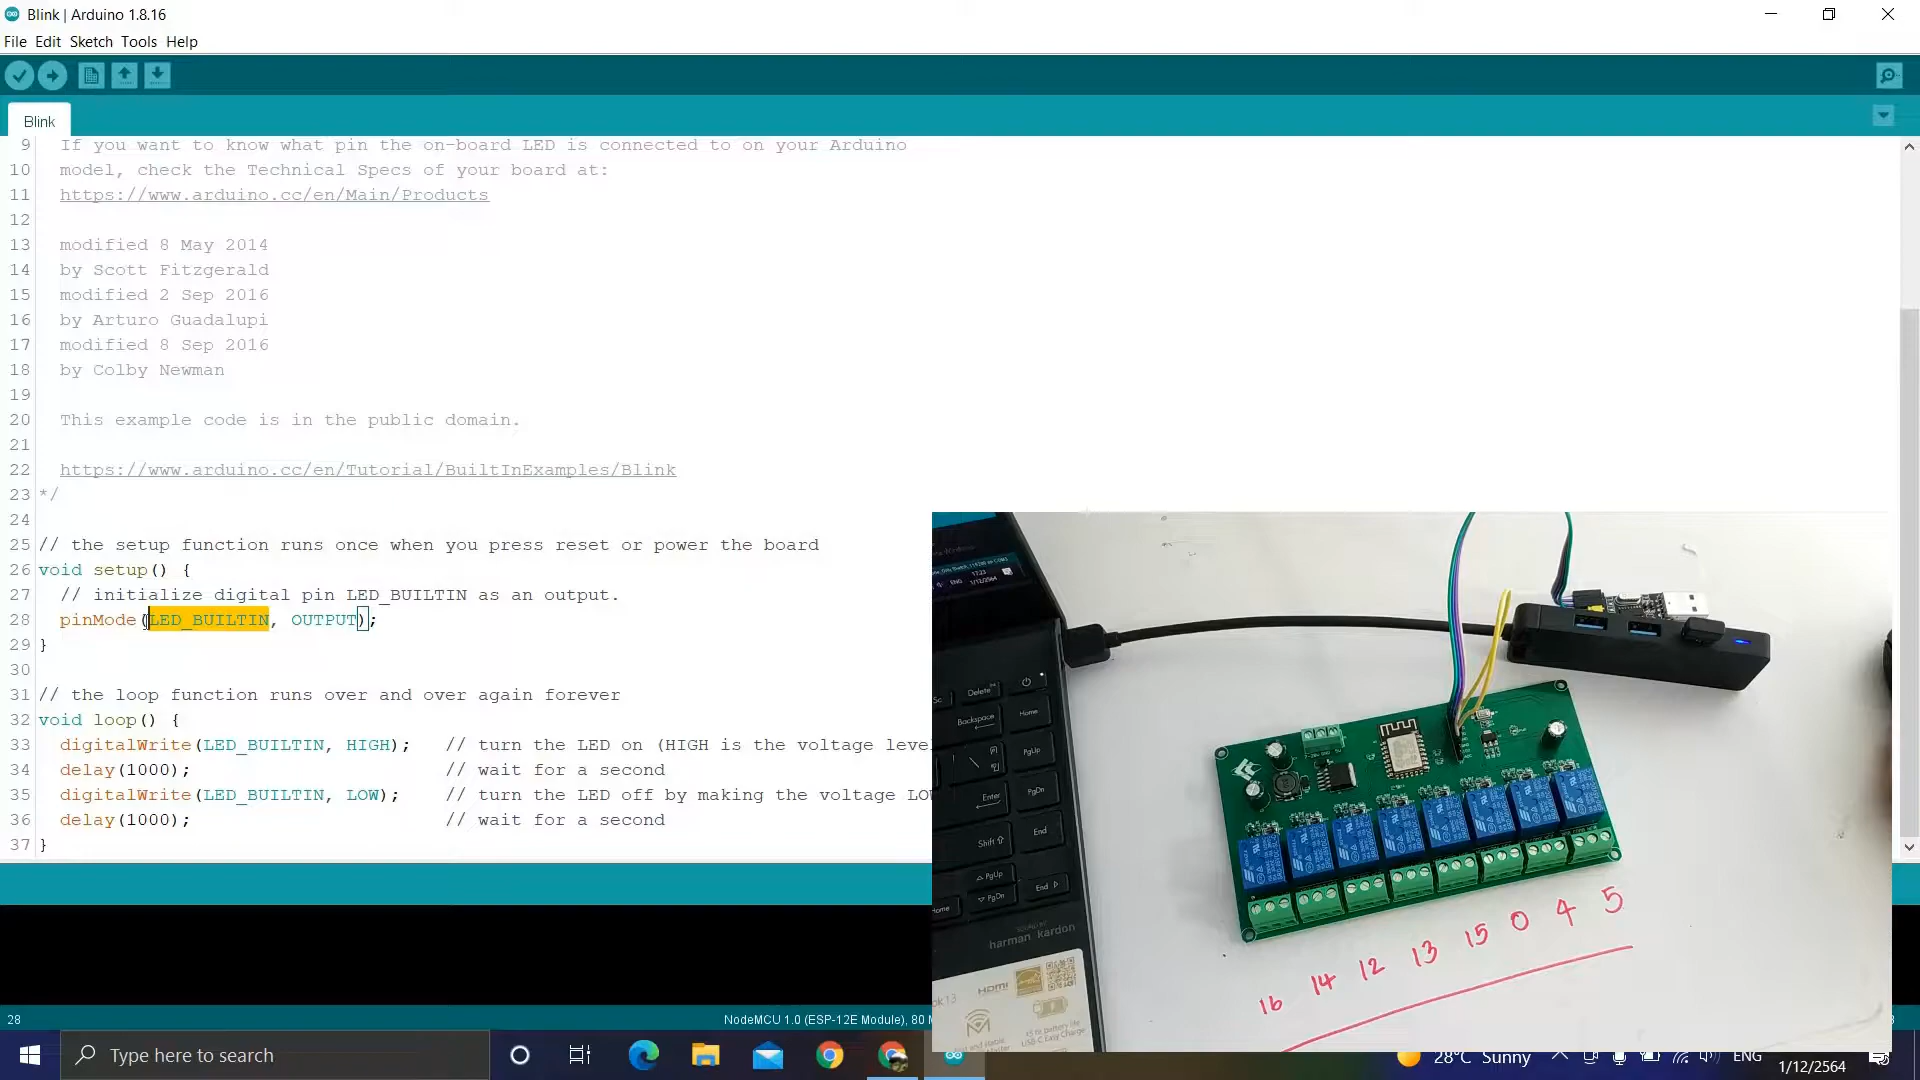 Blink | Arduino 1.8.16
File Edit Sketch Tools Help
Blink
9 If you want to know what pin the on-board LED is connected to on your Arduino
10 model, check the Technical Specs of your board at:
11 https://www.arduino.cc/en/Main/Products
12
13 modified 8 May 2014
14 by Scott Fitzgerald
15 modified 2 Sep 2016
16 by Arturo Guadalupi
17 modified 8 Sep 2016
18 by Colby Newman
19
20 This example code is in the public domain.
21
22 https://www.arduino.cc/en/Tutorial/BuiltInExamples/Blink
23 */
24
25 // the setup function runs once when you press reset or power the board
26 void setup() {
27 // initialize digital pin LED_BUILTIN as an output.
28 pinMode(LED_BUILTIN, OUTPUT);
29 }
30
31 // the loop function runs over and over again forever
32 void loop() {
33 digitalWrite(LED_BUILTIN, HIGH); // turn the LED on (HIGH is the voltage leve
34 delay(1000); // wait for a second
35 digitalWrite(LED_BUILTIN, LOW); // turn the LED off by making the voltage LO
36 delay(1000); // wait for a second
37 }
Delete
Backspace
Home
PgUp
Enter
PgDn
Shift
End
PgUp
End
PgDn
Home
harman kardon
HDMI
16 14 12 13 15 0 4 5
28
NodeMCU 1.0 (ESP-12E Module), 80
Type here to search
28°C Sunny
ENG
1/12/2564